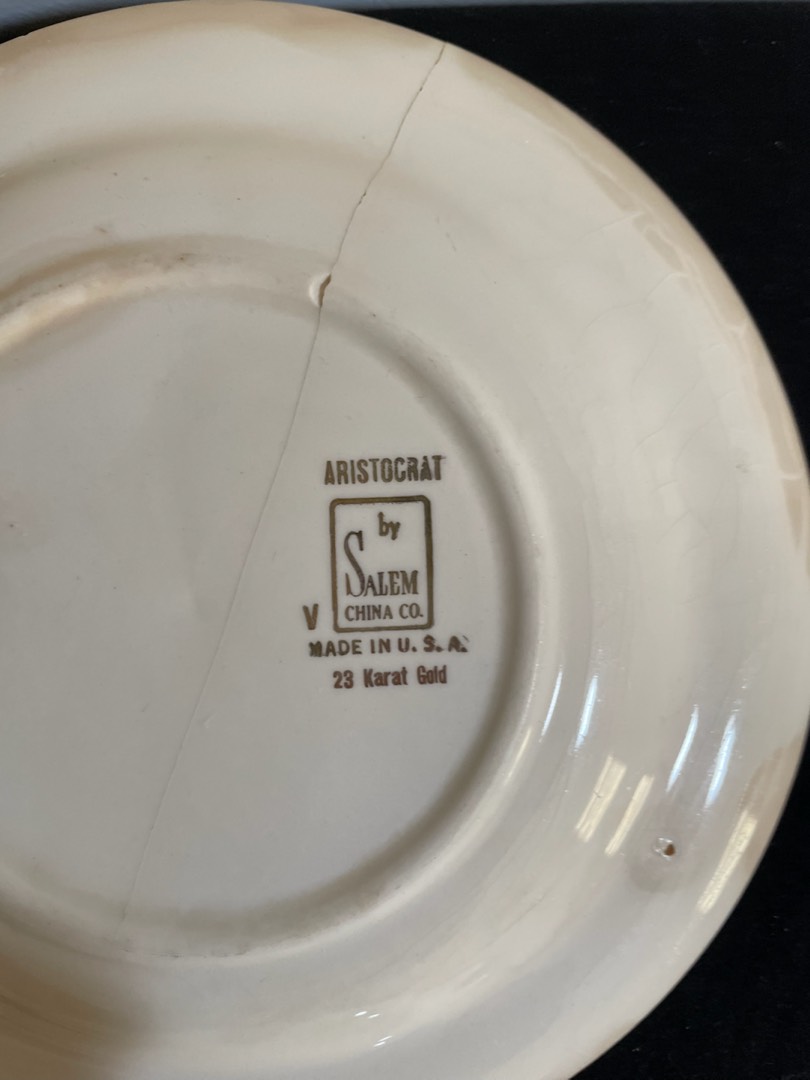 ARISTOCRAT
by
SALEM
CHINA CO.
V
MADE IN U. S. A.
23 Karat Gold